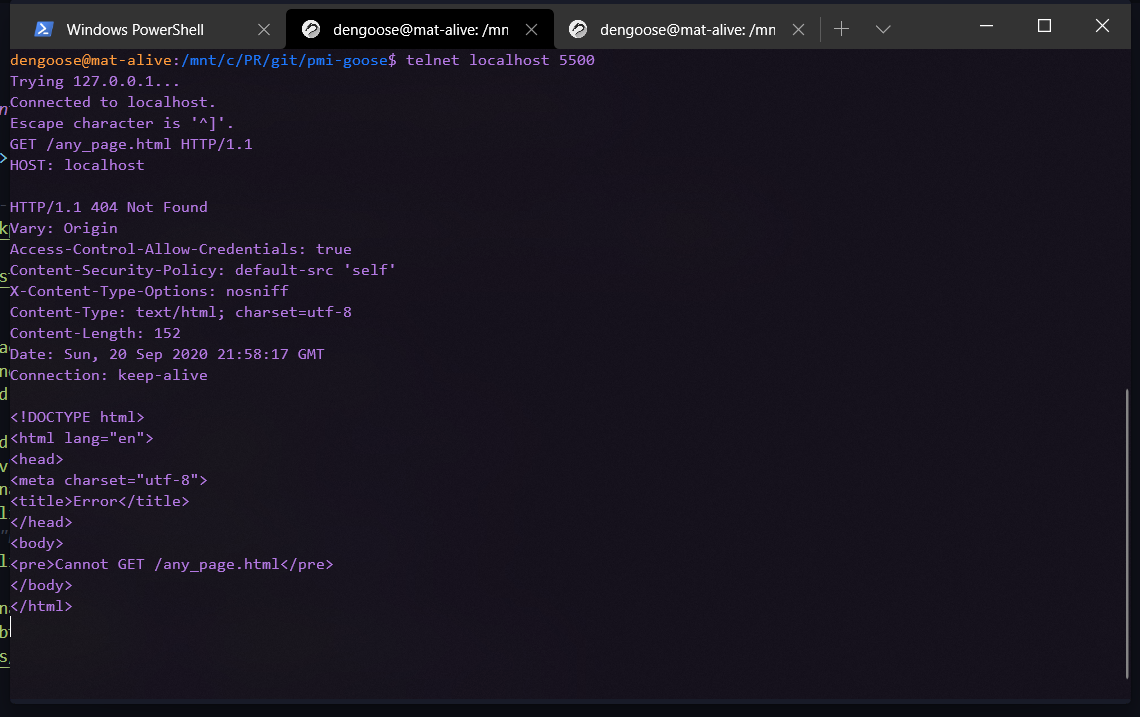 Windows PowerShell
dengoose@mat-alive: /mn
dengoose@mat-alive: /mn
dengoose@mat-alive:/mnt/c/PR/git/pmi-goose$ telnet localhost 5500
Trying 127.0.0.1...
Connected to localhost.
Escape character is '^]'.
GET /any_page.html HTTP/1.1
HOST: localhost

HTTP/1.1 404 Not Found
Vary: Origin
Access-Control-Allow-Credentials: true
Content-Security-Policy: default-src 'self'
X-Content-Type-Options: nosniff
Content-Type: text/html; charset=utf-8
Content-Length: 152
Date: Sun, 20 Sep 2020 21:58:17 GMT
Connection: keep-alive

<!DOCTYPE html>
<html lang="en">
<head>
<meta charset="utf-8">
<title>Error</title>
</head>
<body>
<pre>Cannot GET /any_page.html</pre>
</body>
</html>